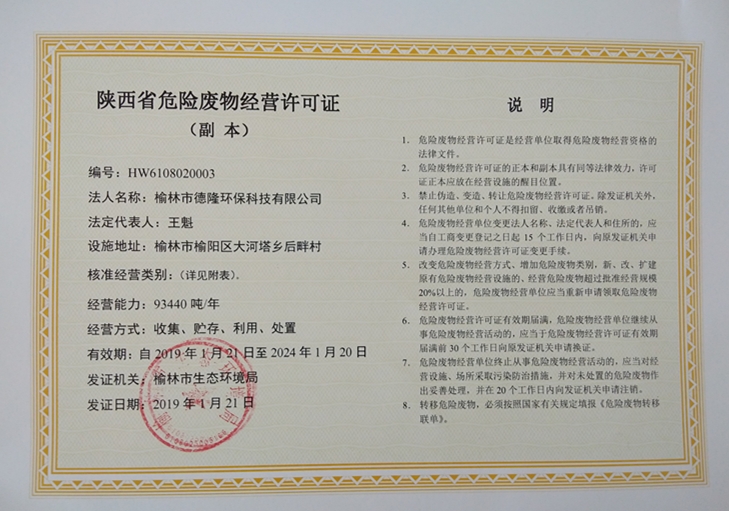 陕西省危险废物经营许可证
（副 本）
编号：HW6108020003
法人名称：榆林市德隆环保科技有限公司
法定代表人：王魁
设施地址：榆林市榆阳区大河塔乡后畔村
核准经营类别：（详见附表）。
经营能力：93440 吨/年
经营方式：收集、贮存、利用、处置
有效期：自 2019 年 1 月 21 日至 2024 年 1 月 20 日
发证机关：榆林市生态环境局
发证日期：2019 年 1 月 21 日
说 明
1. 危险废物经营许可证是经营单位取得危险废物经营资格的
法律文件。
2. 危险废物经营许可证的正本和副本具有同等法律效力，许可
证正本应放在经营设施的醒目位置。
3. 禁止伪造、变造、转让危险废物经营许可证。除发证机关外，
任何其他单位和个人不得扣留、收缴或者吊销。
4. 危险废物经营单位变更法人名称、法定代表人和住所的，应
当自工商变更登记之日起 15 个工作日内，向原发证机关申
请办理危险废物经营许可证变更手续。
5. 改变危险废物经营方式、增加危险废物类别，新、改、扩建
原有危险废物经营设施的，经营危险废物超过批准经营规模
20%以上的，危险废物经营单位应当重新申请领取危险废物
经营许可证。
6. 危险废物经营许可证有效期届满，危险废物经营单位继续从
事危险废物经营活动的，应当于危险废物经营许可证有效期
届满前 30 个工作日向原发证机关申请换证。
7. 危险废物经营单位终止从事危险废物经营活动的，应当对经
营设施、场所采取污染防治措施，并对未处置的危险废物作
出妥善处理，并在 20 个工作日内向发证机关申请注销。
8. 转移危险废物，必须按照国家有关规定填报《危险废物转移
联单》。